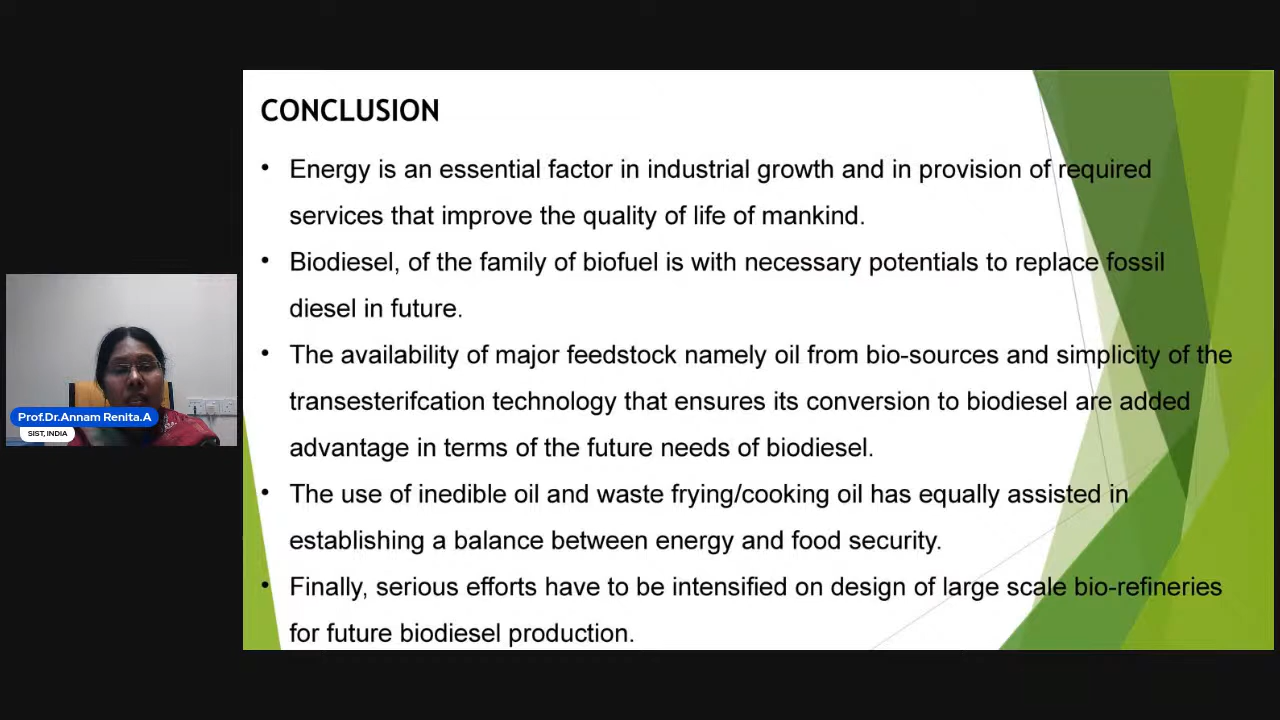 CONCLUSION
• Energy is an essential factor in industrial growth and in provision of required
services that improve the quality of life of mankind.
• Biodiesel, of the family of biofuel is with necessary potentials to replace fossil
diesel in future.
• The availability of major feedstock namely oil from bio-sources and simplicity of the
transesterifcation technology that ensures its conversion to biodiesel are added
advantage in terms of the future needs of biodiesel.
• The use of inedible oil and waste frying/cooking oil has equally assisted in
establishing a balance between energy and food security.
• Finally, serious efforts have to be intensified on design of large scale bio-refineries
for future biodiesel production.
Prof.Dr.Annam Renita.A
SIST, INDIA